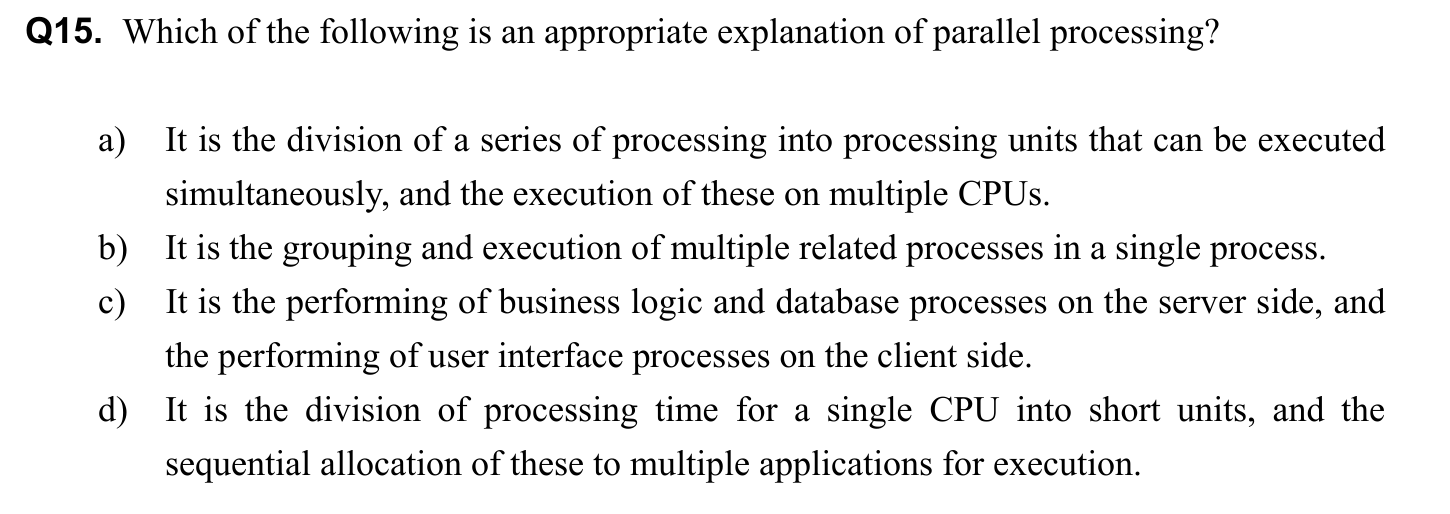 Q15. Which of the following is an appropriate explanation of parallel processing?
a) It is the division of a series of processing into processing units that can be executed
simultaneously, and the execution of these on multiple CPUs.
b) It is the grouping and execution of multiple related processes in a single process.
c) It is the performing of business logic and database processes on the server side, and
the performing of user interface processes on the client side.
d) It is the division of processing time for a single CPU into short units, and the
sequential allocation of these to multiple applications for execution.